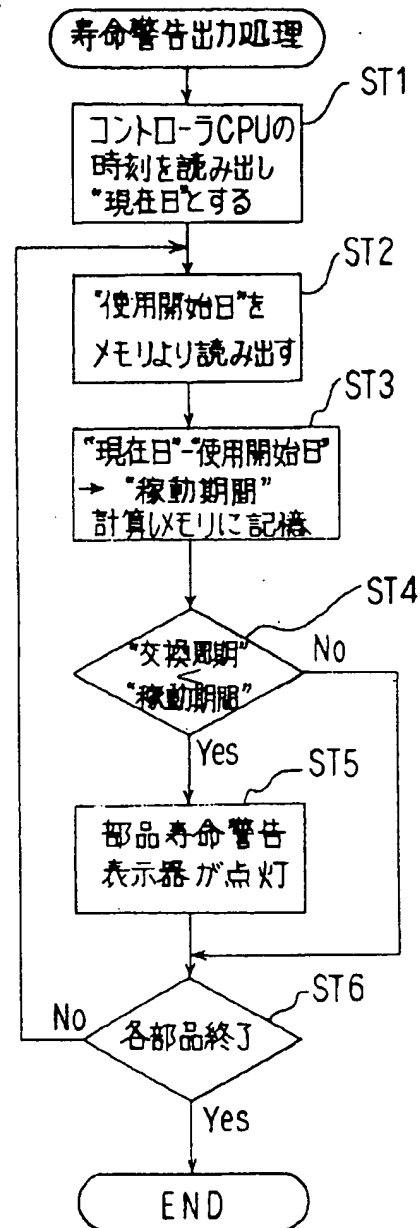 寿命警告出力処理
ST1
コントローラCPUの
時刻を読み出し
"現在日"とする
ST2
"使用開始日"を
メモリより読み出す
ST3
"現在日"-"使用開始日"
→ "稼動期間"
計算しメモリに記憶
ST4
"交換周期"
<
"稼動期間"
No
Yes
ST5
部品寿命警告
表示器が点灯
ST6
No
各部品終了
Yes
END